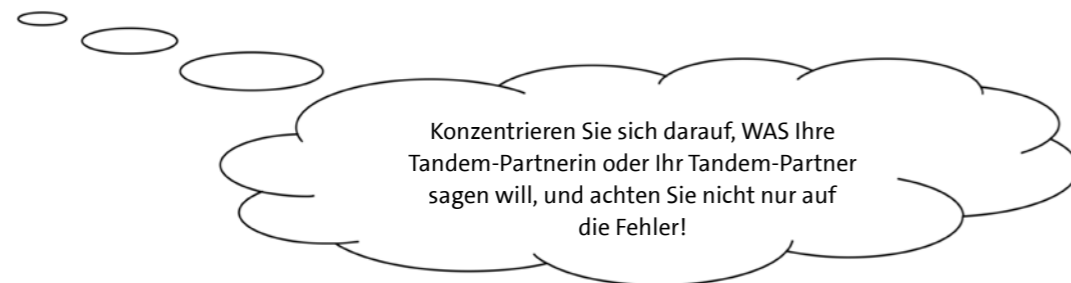 Konzentrieren Sie sich darauf, WAS Ihre
Tandem-Partnerin oder Ihr Tandem-Partner
sagen will, und achten Sie nicht nur auf
die Fehler!